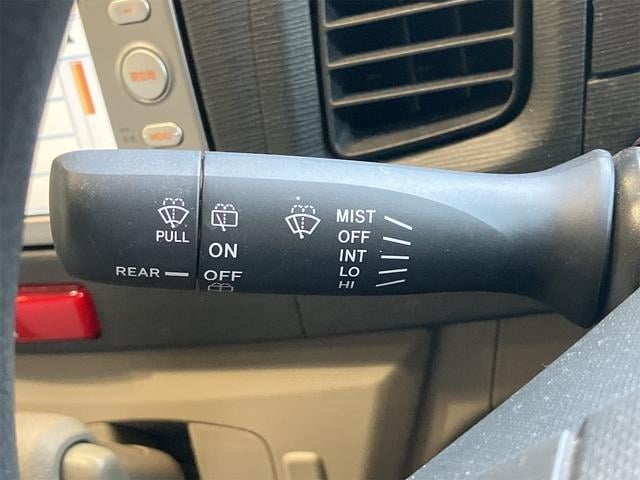 PULL
REAR
ON
OFF
MIST
OFF
INT
LO
HI